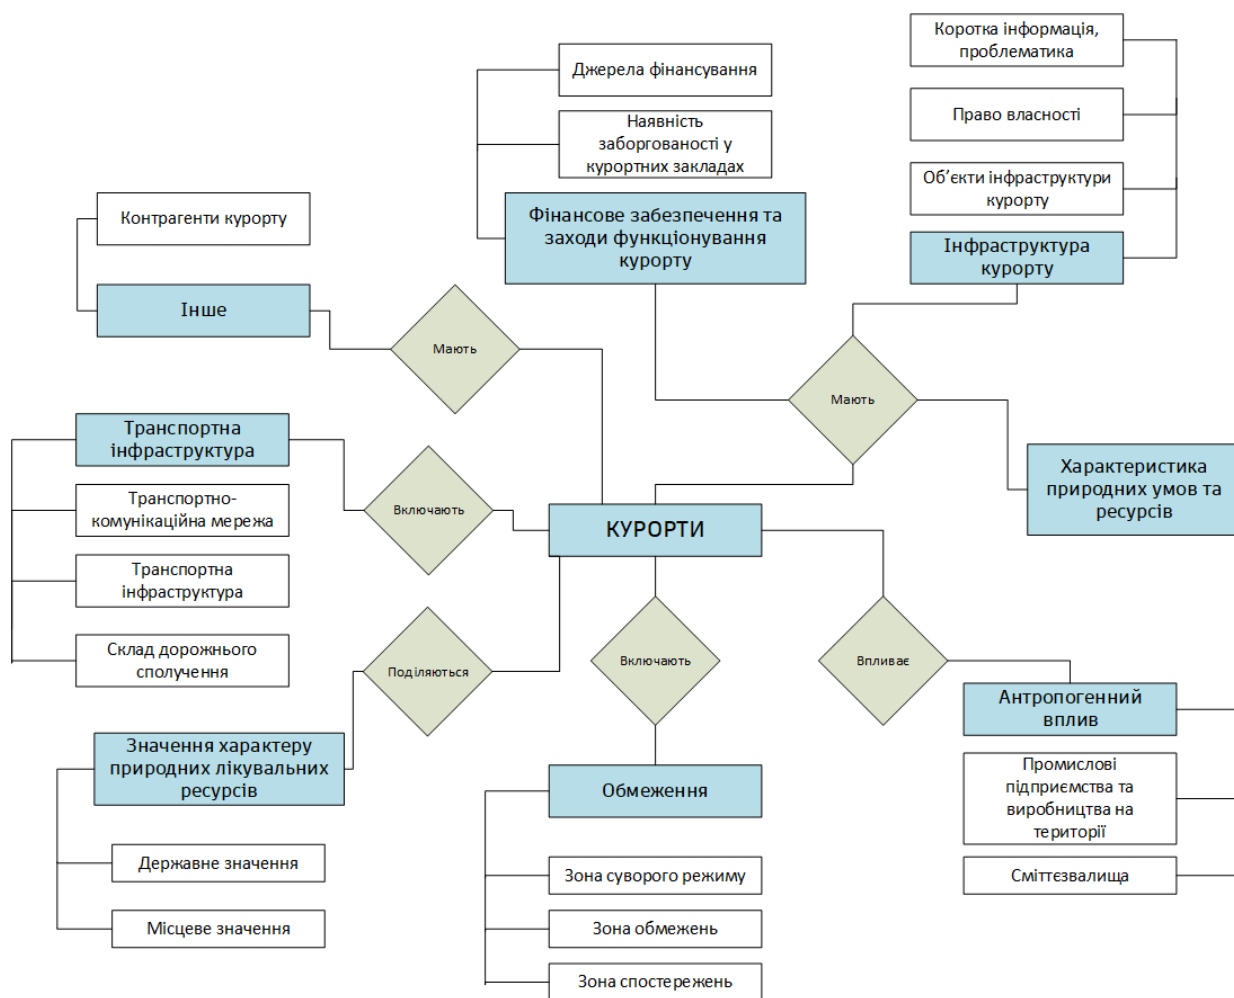 Коротка інформація,
проблематика
Джерела фінансування
Право власності
Наявність
заборгованості у
курортних закладах
Об’єкти інфраструктури
курорту
Контрагенти курорту
Фінансове забезпечення та
заходи функціонування
курорту
Інфраструктура
курорту
Інше
Мають
Мають
Транспортна
інфраструктура
Характеристика
природних умов та
ресурсів
Транспортно-
комунікаційна мережа
Включають
КУРОРТИ
Транспортна
інфраструктура
Склад дорожнього
сполучення
Поділяються
Включають
Впливає
Антропогенний
вплив
Значення характеру
природних лікувальних
ресурсів
Обмеження
Промислові
підприємства та
виробництва на
території
Державне значення
Зона суворого режиму
Сміттєзвалища
Місцеве значення
Зона обмежень
Зона спостережень